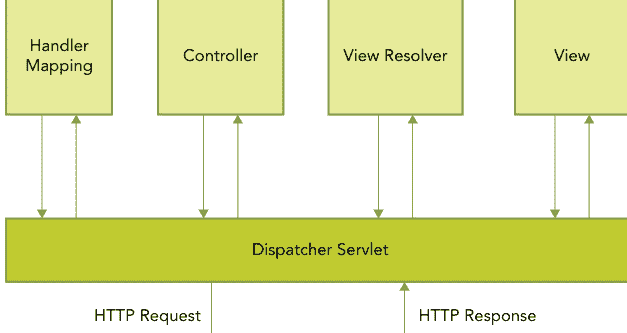 Handler
Mapping
Controller
View Resolver
View
Dispatcher Servlet
HTTP Request
HTTP Response